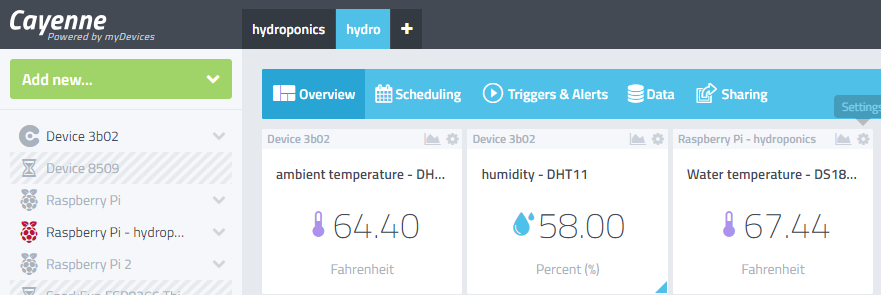 Cayenne
Powered by myDevices
hydroponics
hydro
+
Add new...
Device 3b02
Device 8509
Raspberry Pi
Raspberry Pi - hydrop...
Raspberry Pi 2
Overview
Scheduling
Triggers & Alerts
Data
Sharing
Settings
Device 3b02
ambient temperature - DH...
64.40
Fahrenheit
Device 3b02
humidity - DHT11
58.00
Percent (%)
Raspberry Pi - hydroponics
Water temperature - DS18...
67.44
Fahrenheit